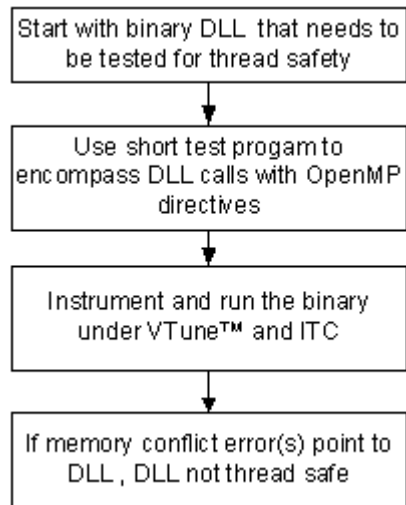 Start with binary DLL that needs to
be tested for thread safety
Use short test progam to
encompass DLL calls with OpenMP
directives
Instrument and run the binary
under VTune™ and ITC
If memory conflict error(s) point to
DLL , DLL not thread safe